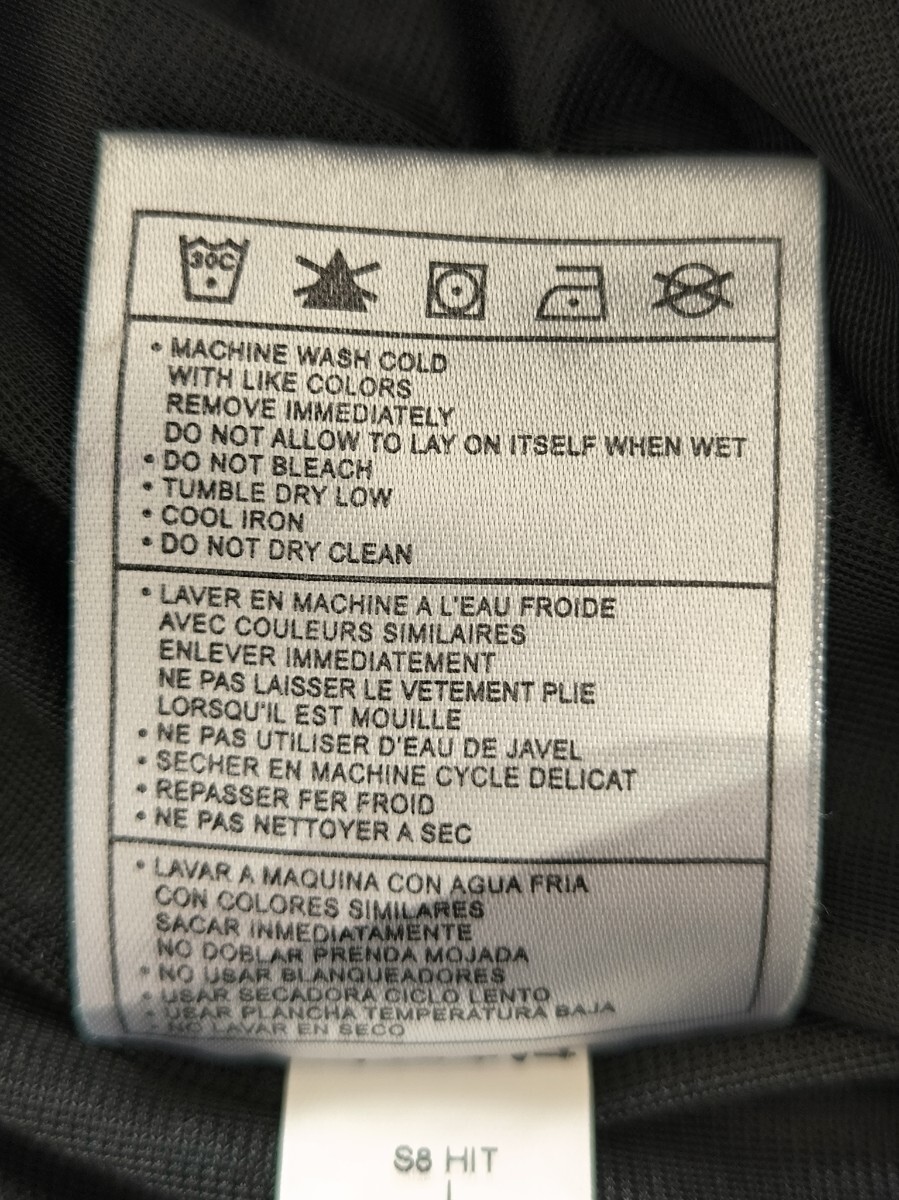 30C
• MACHINE WASH COLD
WITH LIKE COLORS
REMOVE IMMEDIATELY
DO NOT ALLOW TO LAY ON ITSELF WHEN WET
• DO NOT BLEACH
• TUMBLE DRY LOW
• COOL IRON
• DO NOT DRY CLEAN
• LAVER EN MACHINE A L'EAU FROIDE
AVEC COULEURS SIMILAIRES
ENLEVER IMMEDIATEMENT
NE PAS LAISSER LE VETEMENT PLIE
LORSQU'IL EST MOUILLE
• NE PAS UTILISER D'EAU DE JAVEL
• SECHER EN MACHINE CYCLE DELICAT
• REPASSER FER FROID
• NE PAS NETTOYER A SEC
• LAVAR A MAQUINA CON AGUA FRIA
CON COLORES SIMILARES
SACAR INMEDIATAMENTE
NO DOBLAR PRENDA MOJADA
• NO USAR BLANQUEADORES
• USAR SECADORA CICLO LENTO
• USAR PLANCHA TEMPERATURA BAJA
• NO LAVAR EN SECO
S8 HIT